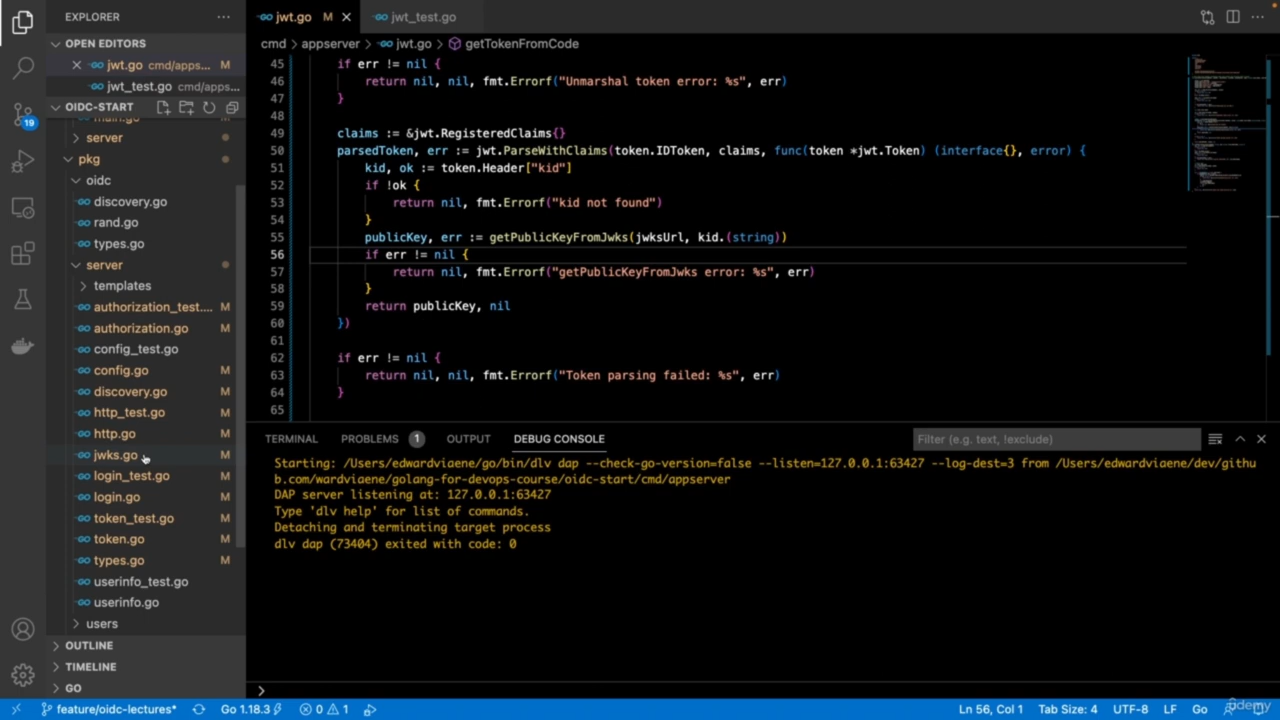 EXPLORER
OPEN EDITORS
jwt.go cmd/apps... M
jwt_test.go cmd/apps...
OIDC-START
main.go
server
pkg
oidc
discovery.go
rand.go
types.go
server
templates
authorization_test.... M
authorization.go M
config_test.go
config.go M
discovery.go M
http_test.go M
http.go M
jwks.go M
login_test.go M
login.go M
token_test.go M
token.go M
types.go M
userinfo_test.go
userinfo.go
users
OUTLINE
TIMELINE
GO
19
jwt.go M
jwt_test.go
cmd > appserver > jwt.go > getTokenFromCode
45 if err != nil {
46 return nil, nil, fmt.Errorf("Unmarshal token error: %s", err)
47 }
48
49 claims := &jwt.RegisteredClaims{}
50 parsedToken, err := jwt.ParseWithClaims(token.IDToken, claims, func(token *jwt.Token) (interface{}, error) {
51 kid, ok := token.Header["kid"]
52 if !ok {
53 return nil, fmt.Errorf("kid not found")
54 }
55 publicKey, err := getPublicKeyFromJwks(jwksUrl, kid.(string))
56 if err != nil {
57 return nil, fmt.Errorf("getPublicKeyFromJwks error: %s", err)
58 }
59 return publicKey, nil
60 })
61
62 if err != nil {
63 return nil, nil, fmt.Errorf("Token parsing failed: %s", err)
64 }
65
TERMINAL PROBLEMS 1 OUTPUT DEBUG CONSOLE
Filter (e.g. text, !exclude)
Starting: /Users/edwardviaene/go/bin/dlv dap --check-go-version=false --listen=127.0.0.1:63427 --log-dest=3 from /Users/edwardviaene/dev/githu
b.com/wardviaene/golang-for-devops-course/oidc-start/cmd/appserver
DAP server listening at: 127.0.0.1:63427
Type 'dlv help' for list of commands.
Detaching and terminating target process
dlv dap (73404) exited with code: 0
feature/oidc-lectures* Go 1.18.3 0 1 Ln 56, Col 1 Tab Size: 4 UTF-8 LF Go
udemy